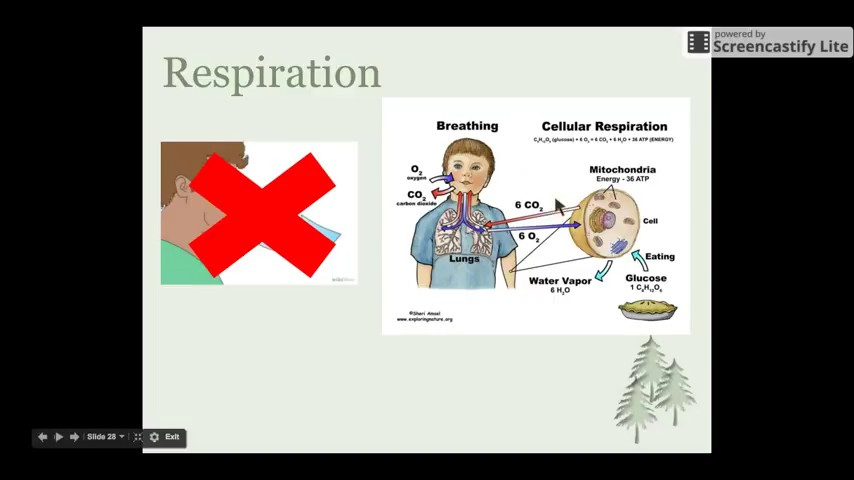 powered by
Screencastify Lite
Respiration
Breathing
Cellular Respiration
C₆H₁₂O₆ (glucose) + 6 O₂ = 6 CO₂ + 6 H₂O + 36 ATP (ENERGY)
Mitochondria
Energy - 36 ATP
O₂
oxygen
CO₂
carbon dioxide
6 CO₂
Cell
6 O₂
Lungs
Eating
Water Vapor
6 H₂O
Glucose
1 C₆H₁₂O₆
wikiHow
©Sheri Amsel
www.exploringnature.org
Slide 28
Exit